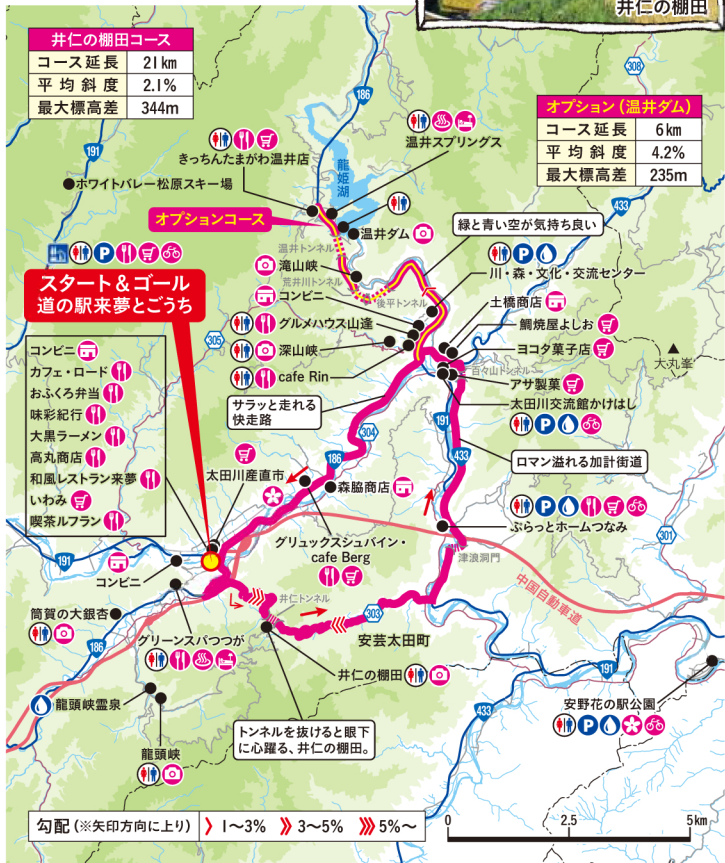 井仁の棚田
井仁の棚田コース
コース延長 21km
平均斜度 2.1%
最大標高差 344m
オプション（温井ダム）
コース延長 6km
平均斜度 4.2%
最大標高差 235m
308
186
191
433
きっちんたまがわ温井店
温井スプリングス
龍姫湖
ホワイトバレー松原スキー場
オプションコース
温井ダム
緑と青い空が気持ち良い
温井トンネル
P
スタート＆ゴール
道の駅来夢とごうち
滝山峡
荒井川トンネル
川・森・文化・交流センター
コンビニ
後平トンネル
土橋商店
グルメハウス山逵
鯛焼屋よしお
305
深山峡
ヨコタ菓子店
大丸峯
cafe Rin
百々山トンネル
アサ製菓
太田川交流館かけはし
P
サラッと走れる
快走路
コンビニ
カフェ・ロード
おふくろ弁当
味彩紀行
大黒ラーメン
高丸商店
和風レストラン来夢
いわみ
喫茶ルフラン
304
191
186
433
ロマン溢れる加計街道
太田川産直市
森脇商店
P
ぷらっとホームつなみ
301
グリュックスシュバイン・
cafe Berg
津浪洞門
191
コンビニ
中国自動車道
井仁トンネル
筒賀の大銀杏
303
186
グリーンスパつつが
安芸太田町
井仁の棚田
191
安野花の駅公園
P
龍頭峡霊泉
433
トンネルを抜けると眼下
に心躍る、井仁の棚田。
龍頭峡
勾配（※矢印方向に上り） 1〜3% 3〜5% 5%〜
0 2.5 5km